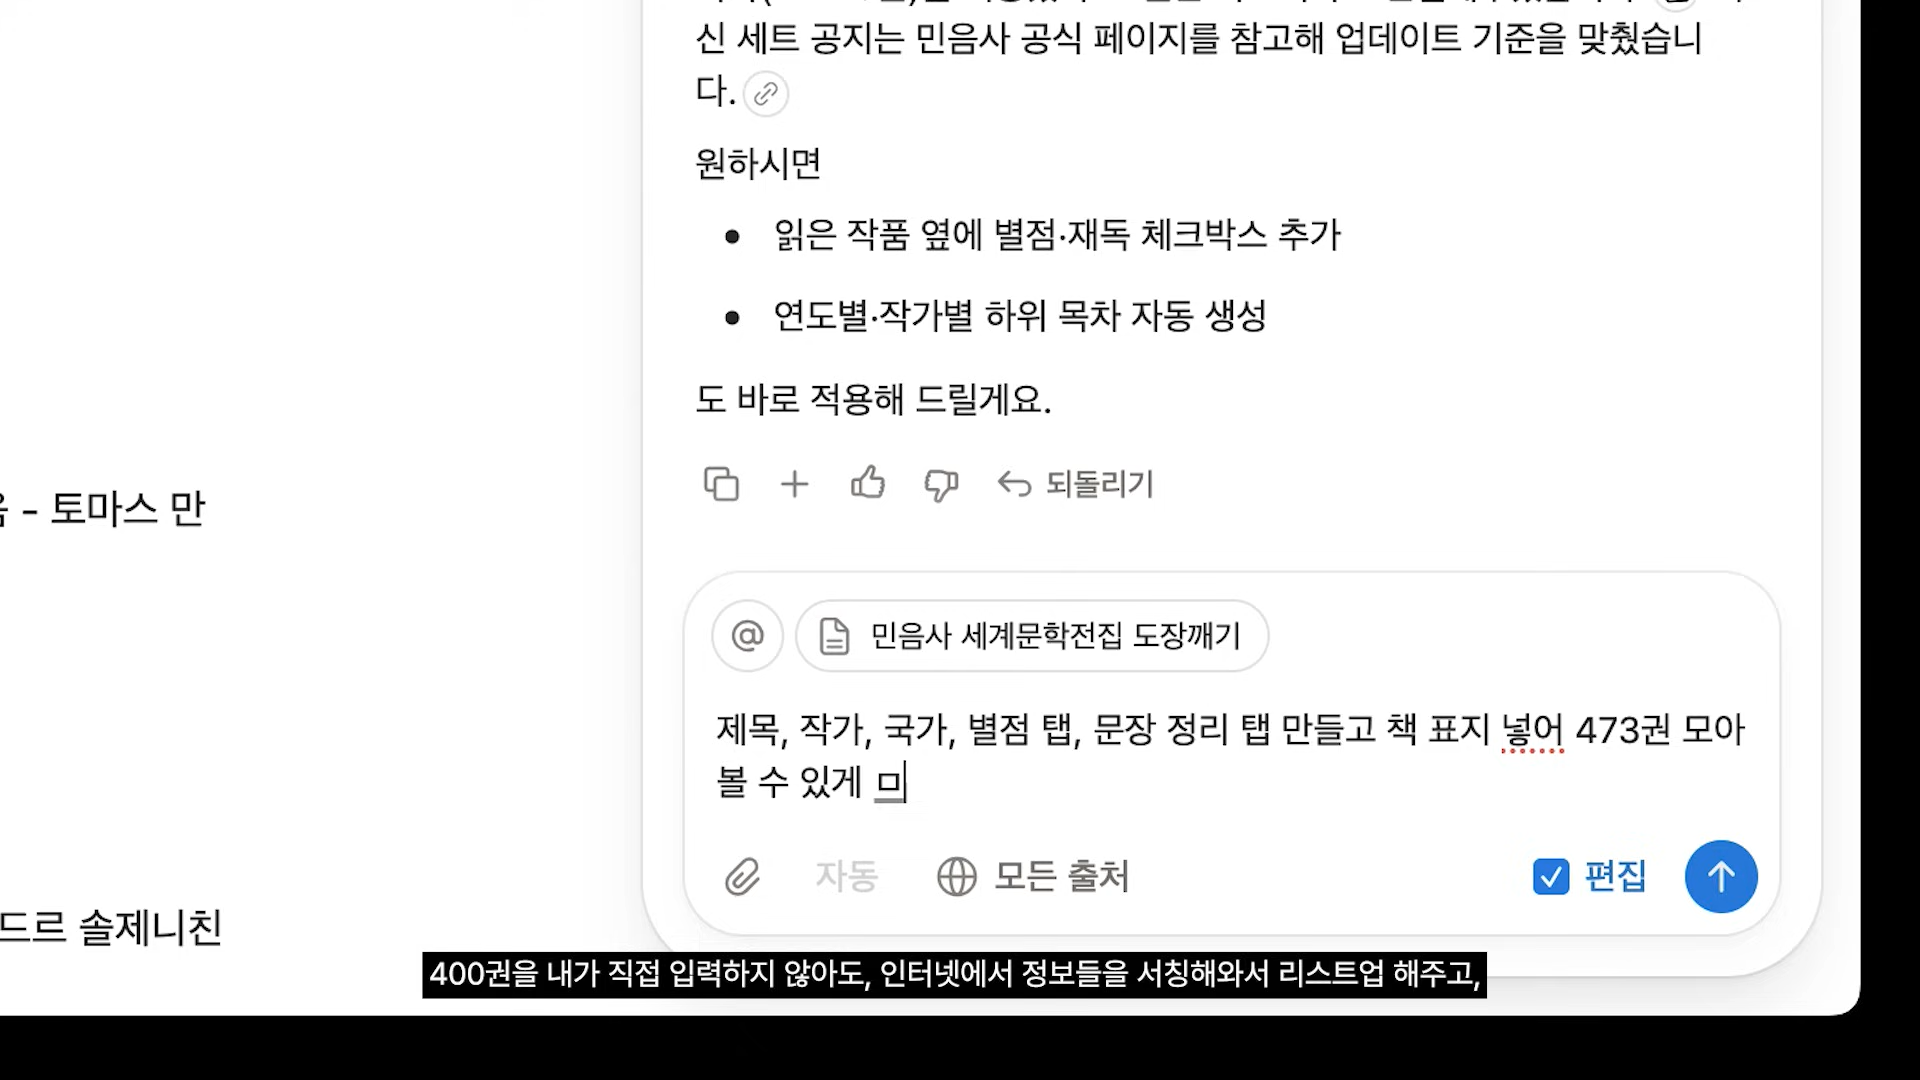 신 세트 공지는 민음사 공식 페이지를 참고해 업데이트 기준을 맞췄습니
다.
원하시면
• 읽은 작품 옆에 별점·재독 체크박스 추가
• 연도별·작가별 하위 목차 자동 생성
도 바로 적용해 드릴게요.
되돌리기
- 토마스 만
@ 민음사 세계문학전집 도장깨기
제목, 작가, 국가, 별점 탭, 문장 정리 탭 만들고 책 표지 넣어 473권 모아
볼 수 있게 ㅁ
자동 모든 출처 편집
드르 솔제니친
400권을 내가 직접 입력하지 않아도, 인터넷에서 정보들을 서칭해와서 리스트업 해주고,